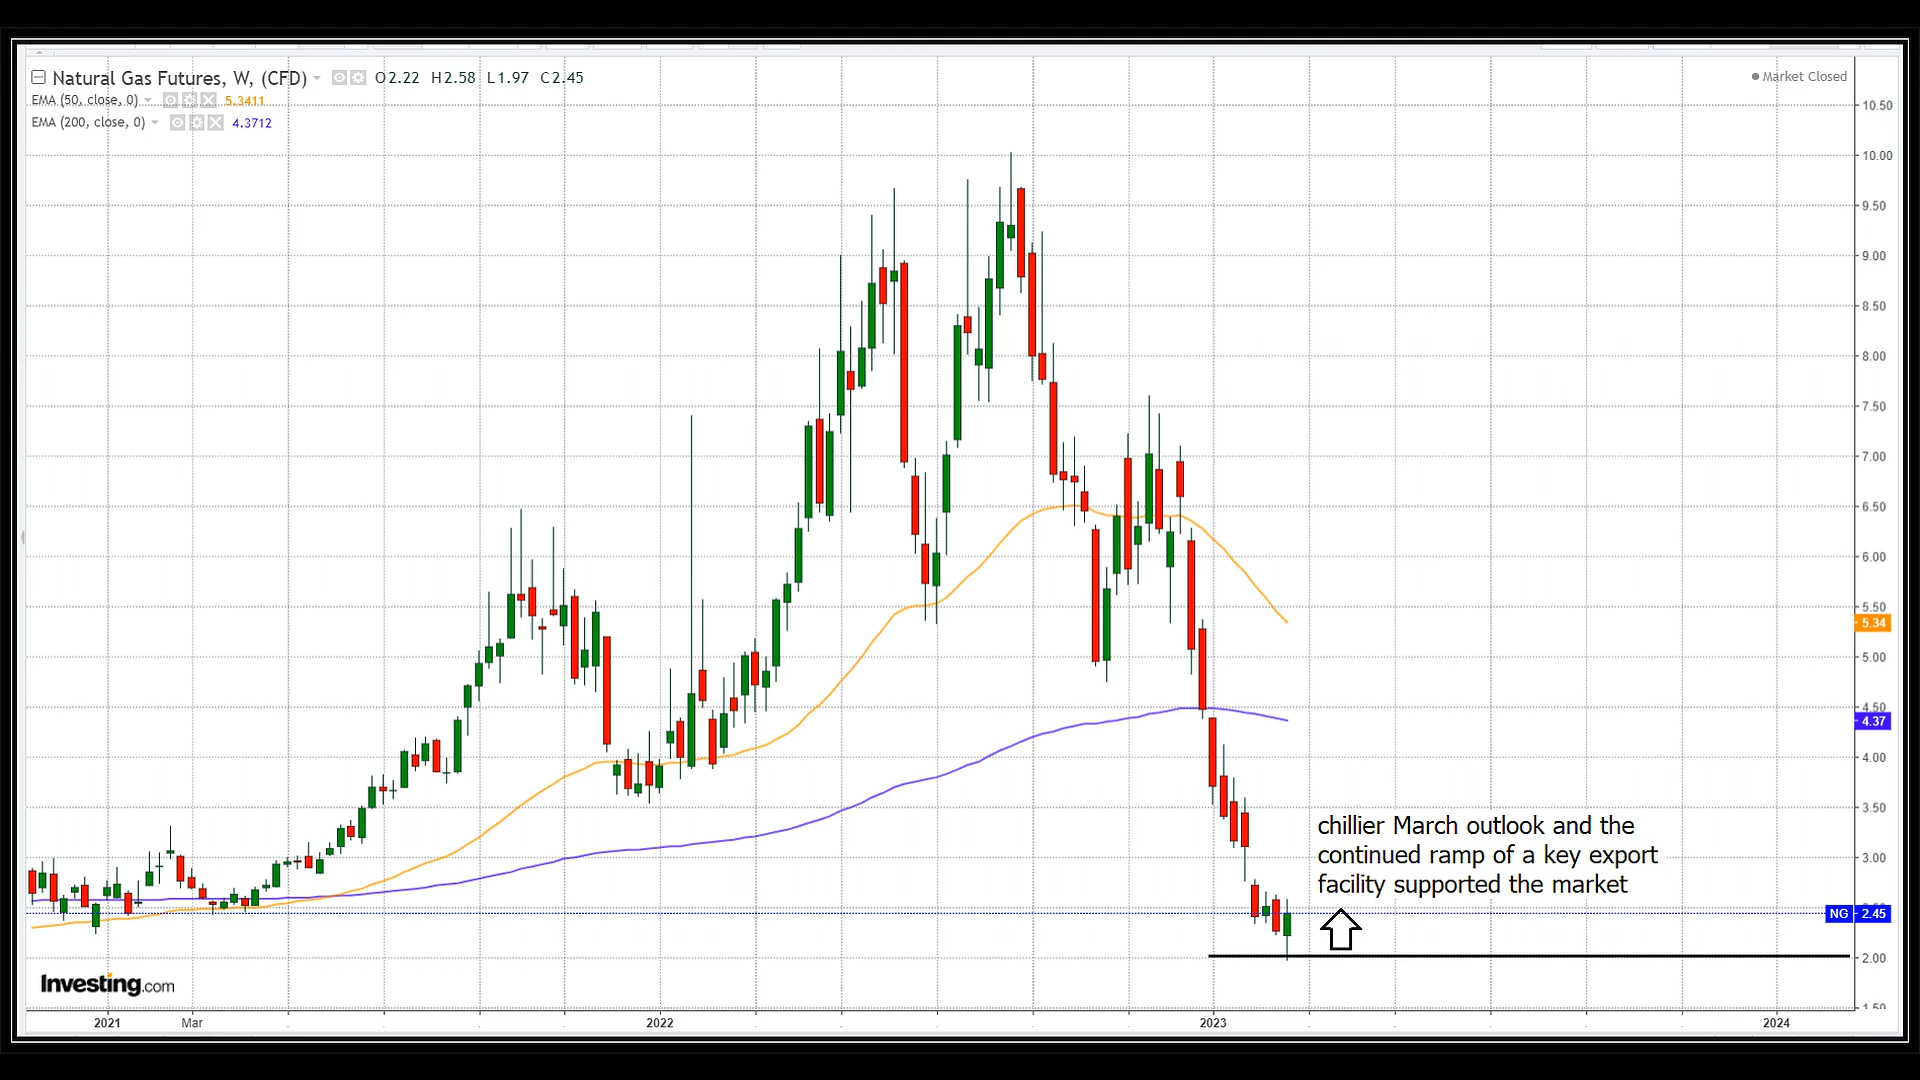 Natural Gas Futures, W, (CFD) O2.22 H2.58 L1.97 C2.45
Market Closed
EMA (50, close, 0) 5.3411
EMA (200, close, 0) 4.3712
10.50
10.00
9.50
9.00
8.50
8.00
7.50
7.00
6.50
6.00
5.50
5.34
5.00
4.50
4.37
4.00
3.50
3.00
NG 2.45
2.00
1.50
chillier March outlook and the
continued ramp of a key export
facility supported the market
Investing.com
2021 Mar 2022 2023 2024